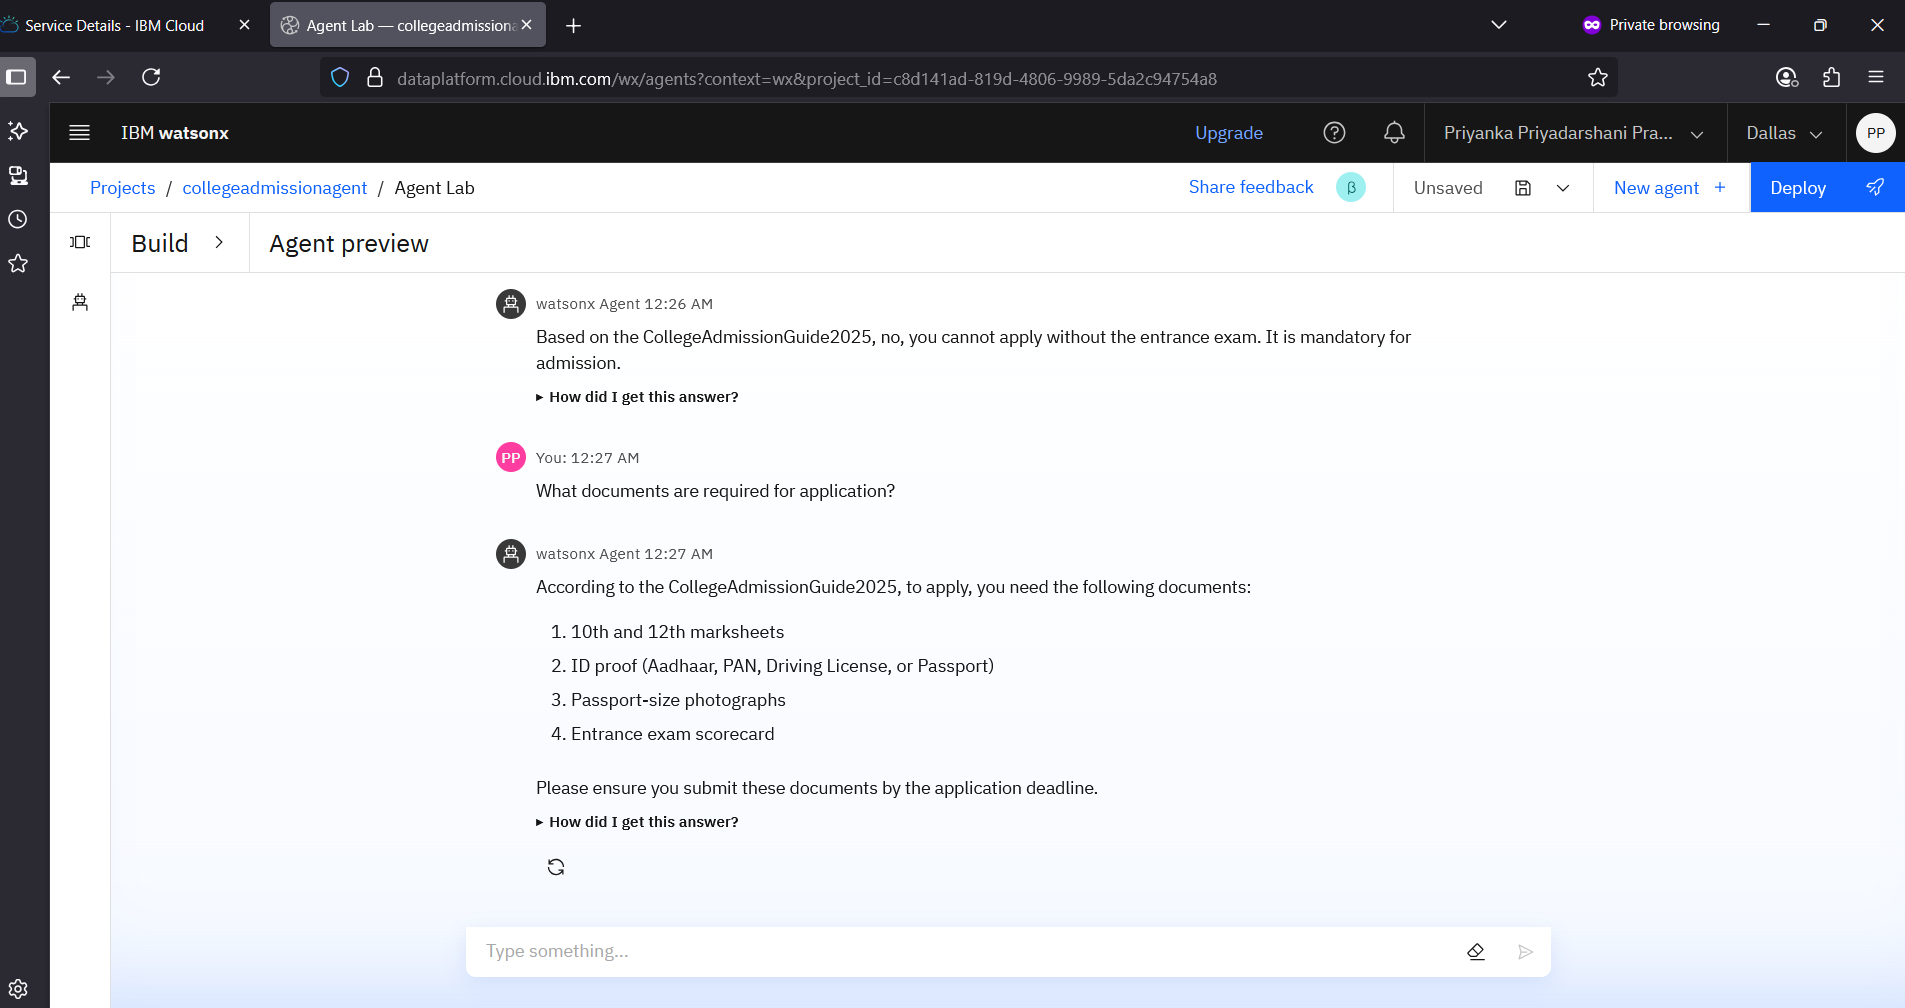 Service Details - IBM Cloud
Agent Lab — collegeadmission
Private browsing
dataplatform.cloud.ibm.com/wx/agents?context=wx&project_id=c8d141ad-819d-4806-9989-5da2c94754a8
IBM watsonx
Upgrade
Priyanka Priyadarshani Pra...
Dallas
PP
Projects / collegeadmissionagent / Agent Lab
Share feedback
β
Unsaved
New agent +
Deploy
Build
Agent preview
watsonx Agent 12:26 AM
Based on the CollegeAdmissionGuide2025, no, you cannot apply without the entrance exam. It is mandatory for
admission.
How did I get this answer?
PP
You: 12:27 AM
What documents are required for application?
watsonx Agent 12:27 AM
According to the CollegeAdmissionGuide2025, to apply, you need the following documents:
1. 10th and 12th marksheets
2. ID proof (Aadhaar, PAN, Driving License, or Passport)
3. Passport-size photographs
4. Entrance exam scorecard
Please ensure you submit these documents by the application deadline.
How did I get this answer?
Type something...